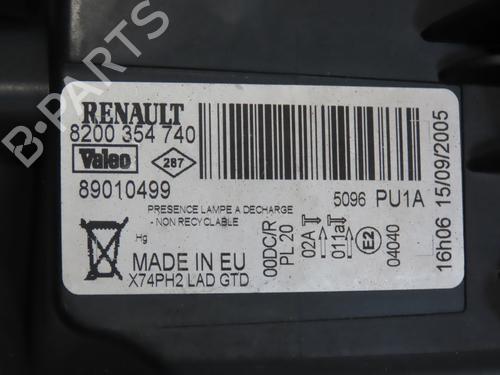 B-PARTS
RENAULT
8200 354 740
Valeo 287
89010499
5096 PU1A
PRESENCE LAMPE A DECHARGE
- NON RECYCLABLE
Hg
MADE IN EU
X74PH2 LAD GTD
00DC/R
PL 20
02A
011a
E2
04040
16h06 15/09/2005